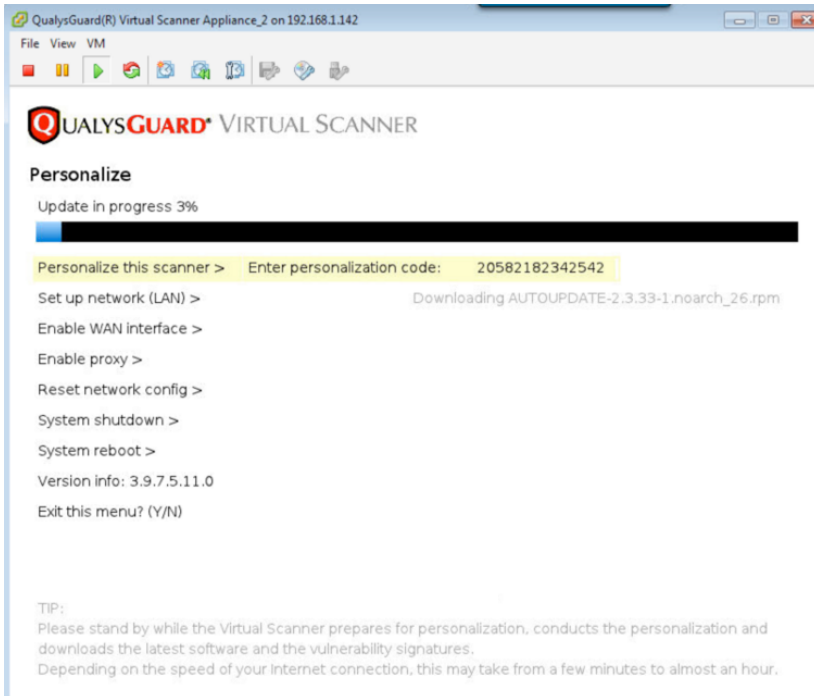 QualysGuard(R) Virtual Scanner Appliance_2 on 192.168.1.142
File View VM
QUALYSGUARD® VIRTUAL SCANNER
Personalize
Update in progress 3%
Personalize this scanner > Enter personalization code: 20582182342542
Set up network (LAN) > Downloading AUTOUPDATE-2.3.33-1.noarch_26.rpm
Enable WAN interface >
Enable proxy >
Reset network config >
System shutdown >
System reboot >
Version info: 3.9.7.5.11.0
Exit this menu? (Y/N)
TIP:
Please stand by while the Virtual Scanner prepares for personalization, conducts the personalization and
downloads the latest software and the vulnerability signatures.
Depending on the speed of your Internet connection, this may take from a few minutes to almost an hour.